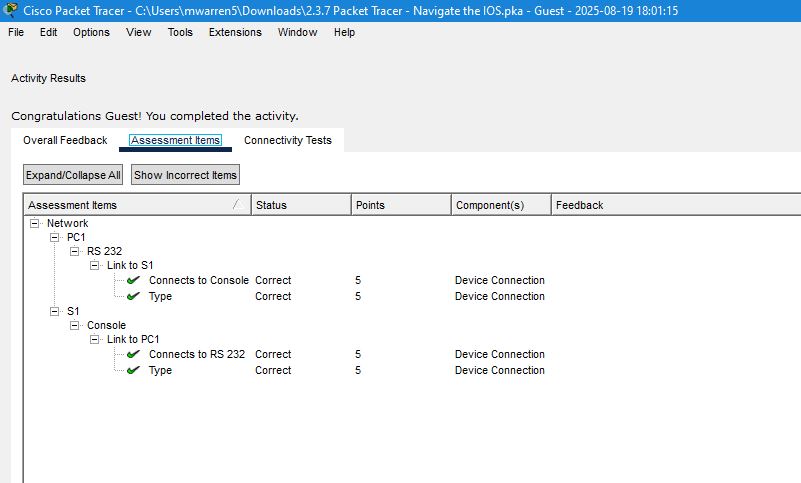 Cisco Packet Tracer - C:\Users\mwarren5\Downloads\2.3.7 Packet Tracer - Navigate the IOS.pka - Guest - 2025-08-19 18:01:15
File Edit Options View Tools Extensions Window Help
Activity Results
Congratulations Guest! You completed the activity.
Overall Feedback Assessment Items Connectivity Tests
Expand/Collapse All Show Incorrect Items
Assessment Items Status Points Component(s) Feedback
Network
PC1
RS 232
Link to S1
Connects to Console Correct 5 Device Connection
Type Correct 5 Device Connection
S1
Console
Link to PC1
Connects to RS 232 Correct 5 Device Connection
Type Correct 5 Device Connection